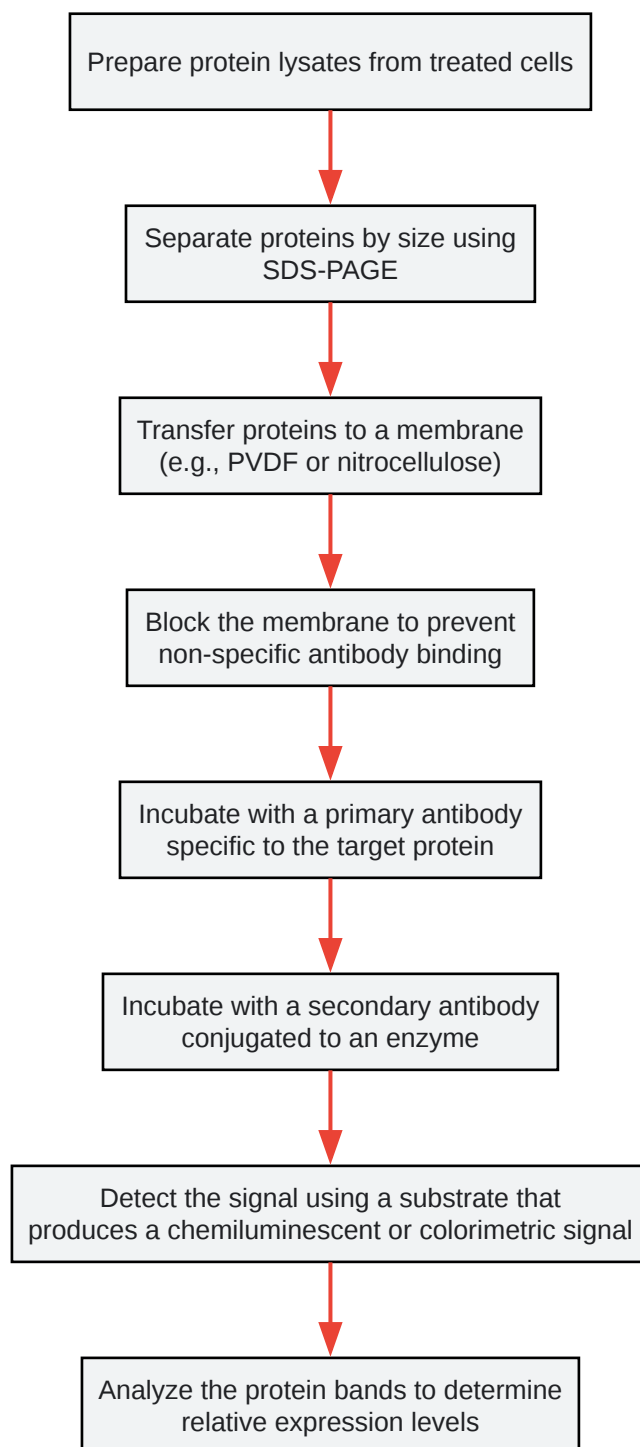 Prepare protein lysates from treated cells
Separate proteins by size using
SDS-PAGE
Transfer proteins to a membrane
(e.g., PVDF or nitrocellulose)
Block the membrane to prevent
non-specific antibody binding
Incubate with a primary antibody
specific to the target protein
Incubate with a secondary antibody
conjugated to an enzyme
Detect the signal using a substrate that
produces a chemiluminescent or colorimetric signal
Analyze the protein bands to determine
relative expression levels